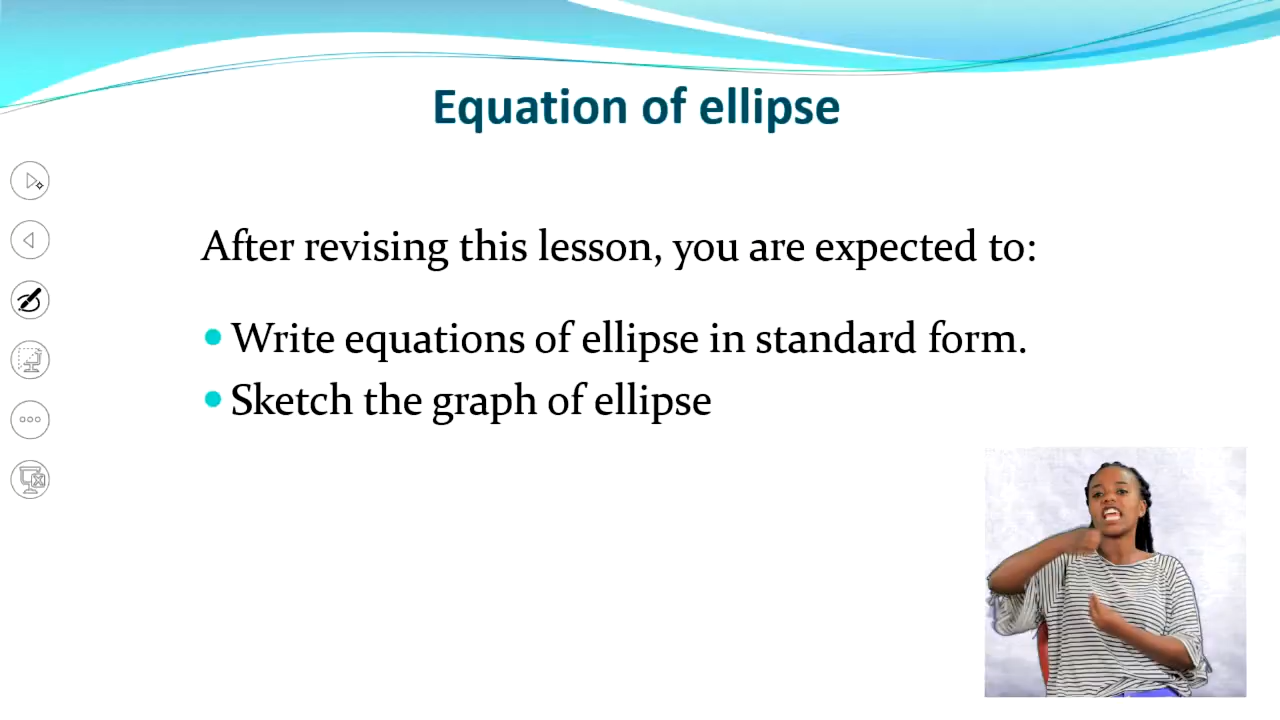 Equation of ellipse
After revising this lesson, you are expected to:
Write equations of ellipse in standard form.
Sketch the graph of ellipse